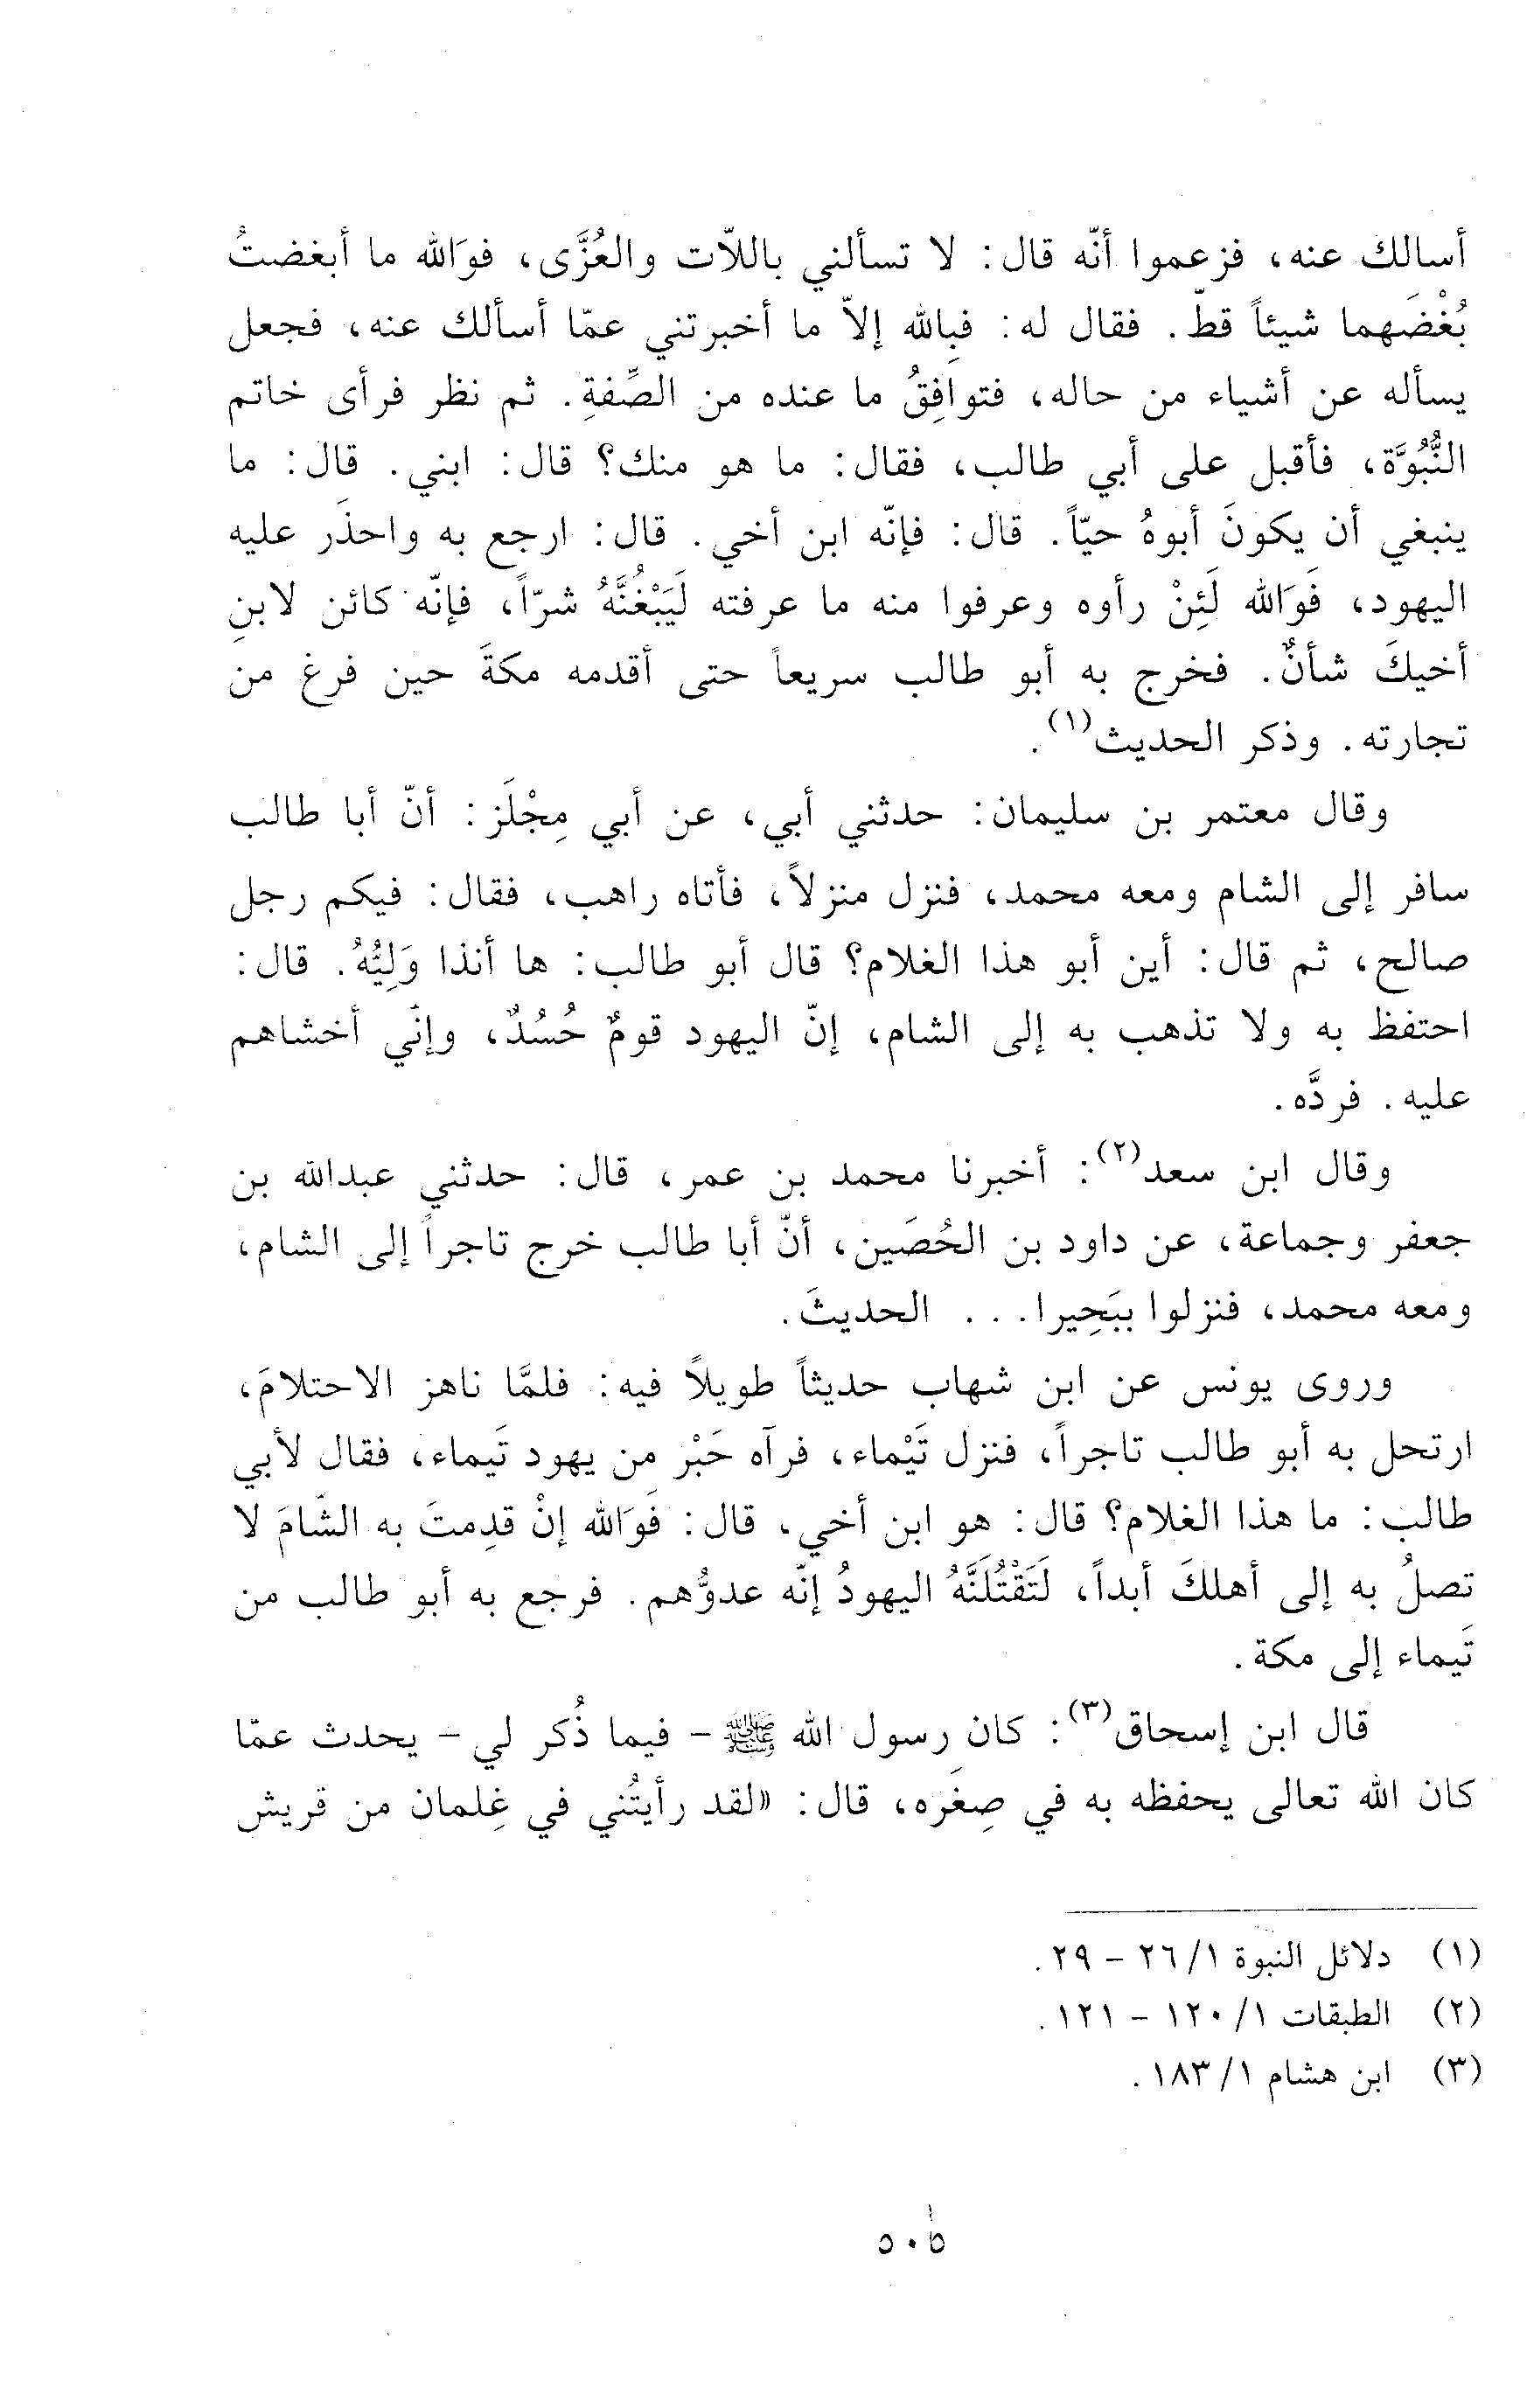 أسالك عنه، فزعموا أنّه قال: لا تسألني باللاّت والعُزَّى، فوَالله ما أبغضتُ
بُغْضَهما شيئاً قطّ. فقال له: فبِالله إلاّ ما أخبرتني عمّا أسألك عنه، فجعل
يسأله عن أشياء من حاله، فتوافِقُ ما عنده من الصِّفةِ. ثم نظر فرأى خاتم
النُّبُوَّة، فأقبل على أبي طالب، فقال: ما هو منك؟ قال: ابني. قال: ما
ينبغي أن يكونَ أبوهُ حيّاً. قال: فإنّه ابن أخي. قال: ارجع به واحذَر عليه
اليهود، فَوَالله لَئِنْ رأوه وعرفوا منه ما عرفته لَيَبْغُنَّهُ شرّاً، فإنّه كائن لابنِ
أخيكَ شأنٌ. فخرج به أبو طالب سريعاً حتى أقدمه مكةَ حين فرغ من
تجارته. وذكر الحديث(١).
وقال معتمر بن سليمان: حدثني أبي، عن أبي مِجْلَز: أنّ أبا طالب
سافر إلى الشام ومعه محمد، فنزل منزلاً، فأتاه راهب، فقال: فيكم رجل
صالح، ثم قال: أين أبو هذا الغلام؟ قال أبو طالب: ها أنذا وَلِيُّهُ. قال:
احتفظ به ولا تذهب به إلى الشام، إنّ اليهود قومٌ حُسُدٌ، وإنّي أخشاهم
عليه. فردَّه.
وقال ابن سعد(٢): أخبرنا محمد بن عمر، قال: حدثني عبدالله بن
جعفر وجماعة، عن داود بن الحُصَين، أنّ أبا طالب خرج تاجراً إلى الشام،
ومعه محمد، فنزلوا ببَحِيرا. . . الحديثَ.
وروى يونس عن ابن شهاب حديثاً طويلاً فيه: فلمَّا ناهز الاحتلامَ،
ارتحل به أبو طالب تاجراً، فنزل تَيْماء، فرآه حَبْر من يهود تَيماء، فقال لأبي
طالب: ما هذا الغلام؟ قال: هو ابن أخي، قال: فَوَالله إنْ قدِمتَ به الشّامَ لا
تصلُ به إلى أهلكَ أبداً، لَتَقْتُلَنَّهُ اليهودُ إنّه عدوُّهم. فرجع به أبو طالب من
تَيماء إلى مكة.
قال ابن إسحاق(٣): كان رسول الله ﷺ - فيما ذُكر لي - يحدث عمّا
كان الله تعالى يحفظه به في صِغَره، قال: «لقد رأيتُني في غِلمان من قريش
(١) دلائل النبوة ١/ ٢٦ - ٢٩.
(٢) الطبقات ١/ ١٢٠ - ١٢١.
(٣) ابن هشام ١/ ١٨٣.